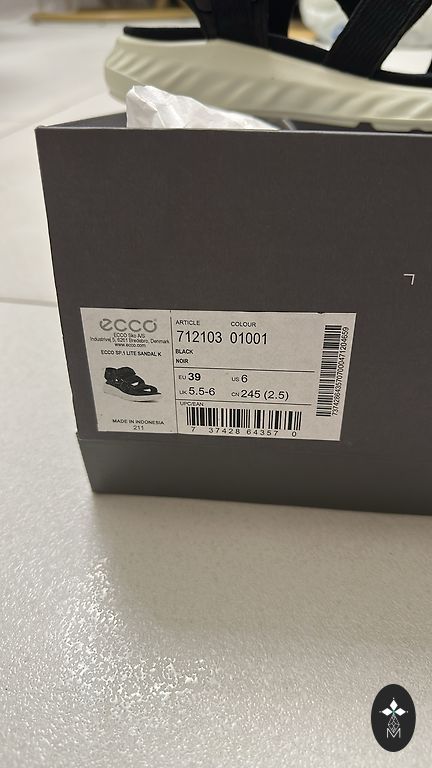 ecco
ECCO Sko A/S
Industrivej 5, 6261 Bredebro, Denmark
www.ecco.com
ECCO SP.1 LITE SANDAL K
MADE IN INDONESIA
211
ARTICLE COLOUR
712103 01001
BLACK
NOIR
EU 39 US 6
UK 5.5-6 CN 245 (2.5)
UPC/EAN
7 37428 64357 0
M